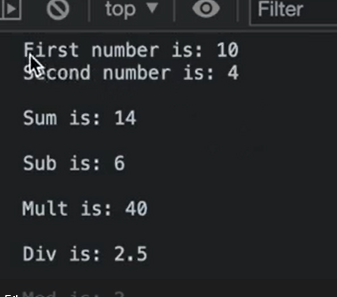 top
Filter
First number is: 10
Second number is: 4
Sum is: 14
Sub is: 6
Mult is: 40
Div is: 2.5